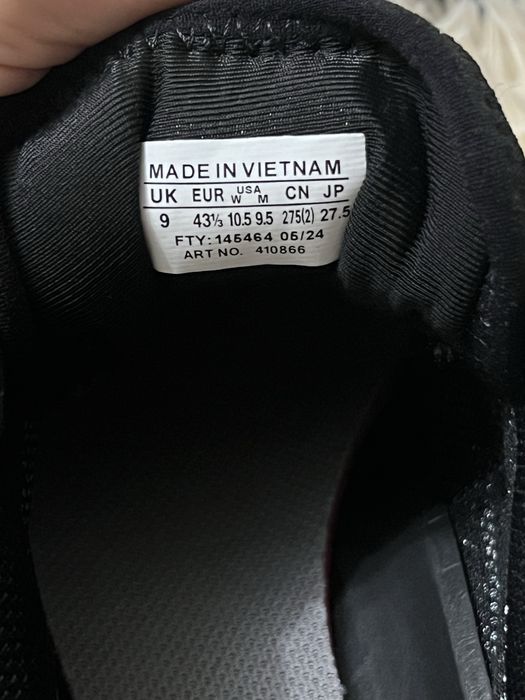 MADE IN VIETNAM
UK EUR W USA M CN JP
9 43⅓ 10.5 9.5 275(2) 27.5
FTY: 145464 05/24
ART NO. 410866